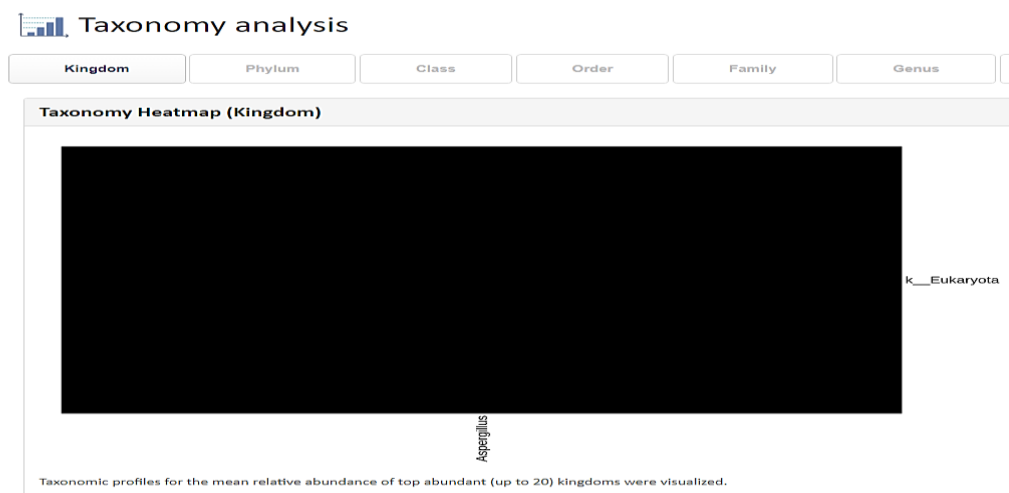 Taxonomy analysis
Kingdom Phylum Class Order Family Genus
Taxonomy Heatmap (Kingdom)
k__Eukaryota
Aspergillus
Taxonomic profiles for the mean relative abundance of top abundant (up to 20) kingdoms were visualized.